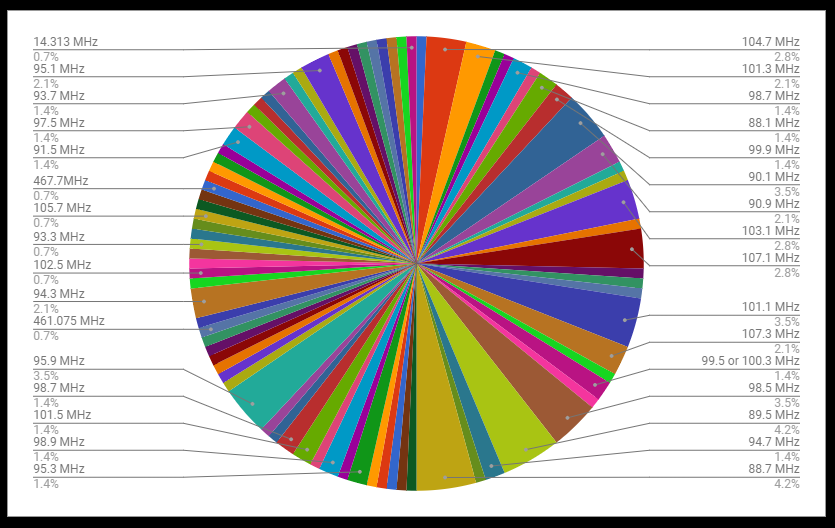 14.313 MHz
0.7%
95.1 MHz
2.1%
93.7 MHz
1.4%
97.5 MHz
1.4%
91.5 MHz
1.4%
467.7MHz
0.7%
105.7 MHz
0.7%
93.3 MHz
0.7%
102.5 MHz
0.7%
94.3 MHz
2.1%
461.075 MHz
0.7%
95.9 MHz
3.5%
98.7 MHz
1.4%
101.5 MHz
1.4%
98.9 MHz
1.4%
95.3 MHz
1.4%
104.7 MHz
2.8%
101.3 MHz
2.1%
98.7 MHz
1.4%
88.1 MHz
1.4%
99.9 MHz
1.4%
90.1 MHz
3.5%
90.9 MHz
2.1%
103.1 MHz
2.8%
107.1 MHz
2.8%
101.1 MHz
3.5%
107.3 MHz
2.1%
99.5 or 100.3 MHz
1.4%
98.5 MHz
3.5%
89.5 MHz
4.2%
94.7 MHz
1.4%
88.7 MHz
4.2%